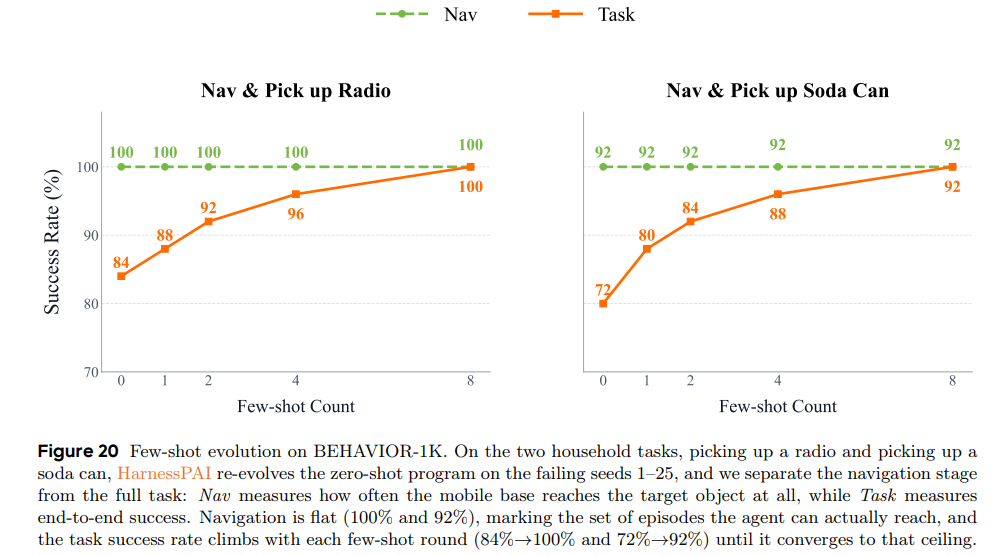 Nav Task
Nav & Pick up Radio
Nav & Pick up Soda Can
Success Rate (%)
100
90
80
70
100 100 100 100 100
84 88 92 96 100
0 1 2 4 8
Few-shot Count
92 92 92 92 92
72 80 84 88 92
0 1 2 4 8
Few-shot Count
Figure 20 Few-shot evolution on BEHAVIOR-1K. On the two household tasks, picking up a radio and picking up a
soda can, HarnessPAI re-evolves the zero-shot program on the failing seeds 1–25, and we separate the navigation stage
from the full task: Nav measures how often the mobile base reaches the target object at all, while Task measures
end-to-end success. Navigation is flat (100% and 92%), marking the set of episodes the agent can actually reach, and
the task success rate climbs with each few-shot round (84%→100% and 72%→92%) until it converges to that ceiling.